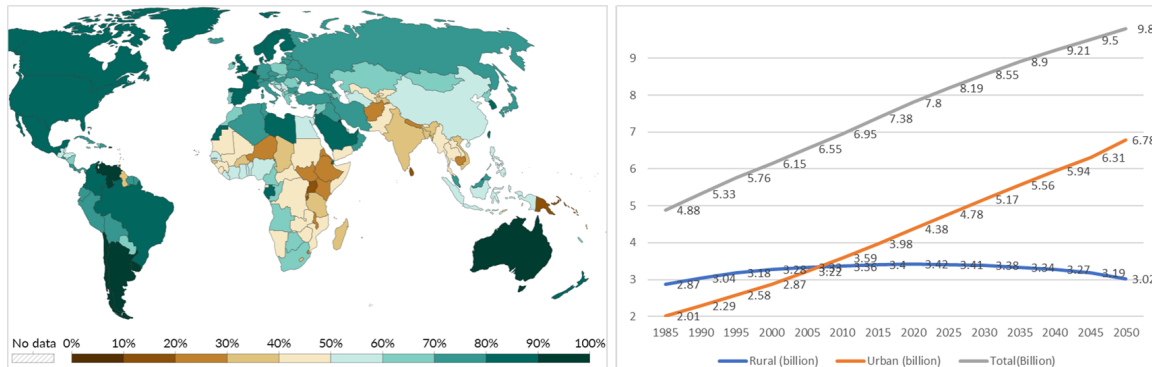 No data 0% 10% 20% 30% 40% 50% 60% 70% 80% 90% 100%
9
8
7
6
5
4
3
2
4.88 5.33 5.76 6.15 6.55 6.95 7.38 7.8 8.19 8.55 8.9 9.21 9.5 9.8
2.01 2.29 2.58 2.87 3.22 3.59 3.98 4.38 4.78 5.17 5.56 5.94 6.31 6.78
2.87 3.04 3.18 3.28 3.36 3.4 3.42 3.41 3.38 3.34 3.27 3.19 3.02
1985 1990 1995 2000 2005 2010 2015 2020 2025 2030 2035 2040 2045 2050
Rural (billion) Urban (billion) Total(Billion)